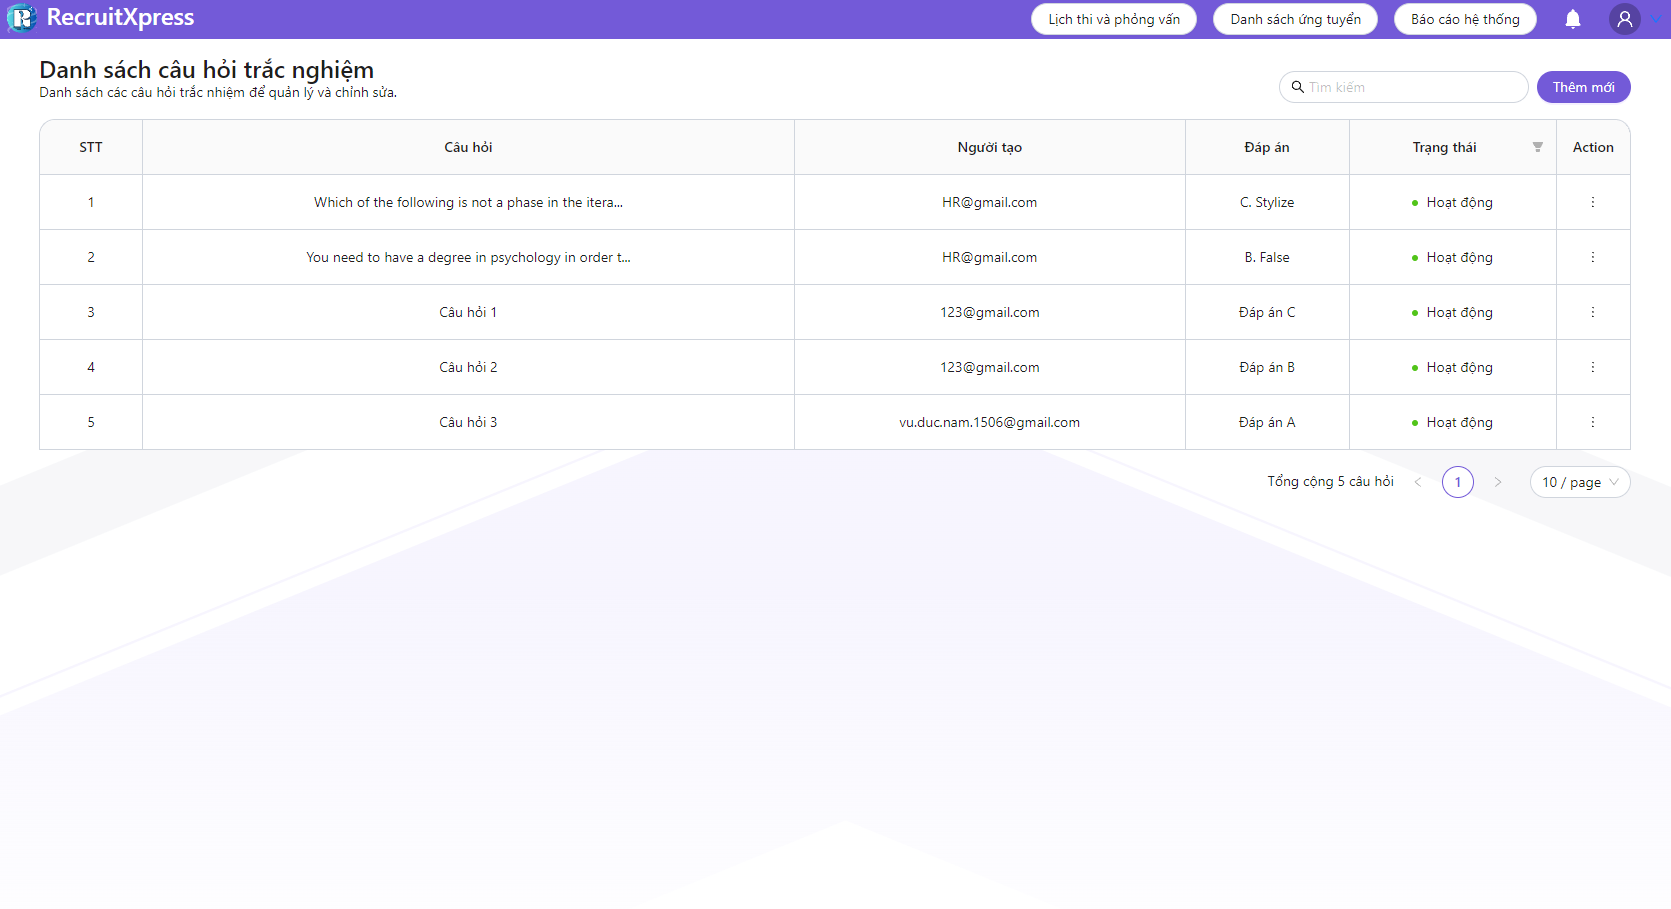 RecruitXpress
Lịch thi và phỏng vấn
Danh sách ứng tuyển
Báo cáo hệ thống
Danh sách câu hỏi trắc nghiệm
Danh sách các câu hỏi trắc nhiệm để quản lý và chỉnh sửa.
Tìm kiếm
Thêm mới
STT Câu hỏi Người tạo Đáp án Trạng thái Action
1 Which of the following is not a phase in the itera... HR@gmail.com C. Stylize Hoạt động
2 You need to have a degree in psychology in order t... HR@gmail.com B. False Hoạt động
3 Câu hỏi 1 123@gmail.com Đáp án C Hoạt động
4 Câu hỏi 2 123@gmail.com Đáp án B Hoạt động
5 Câu hỏi 3 vu.duc.nam.1506@gmail.com Đáp án A Hoạt động
Tổng cộng 5 câu hỏi < 1 > 10 / page